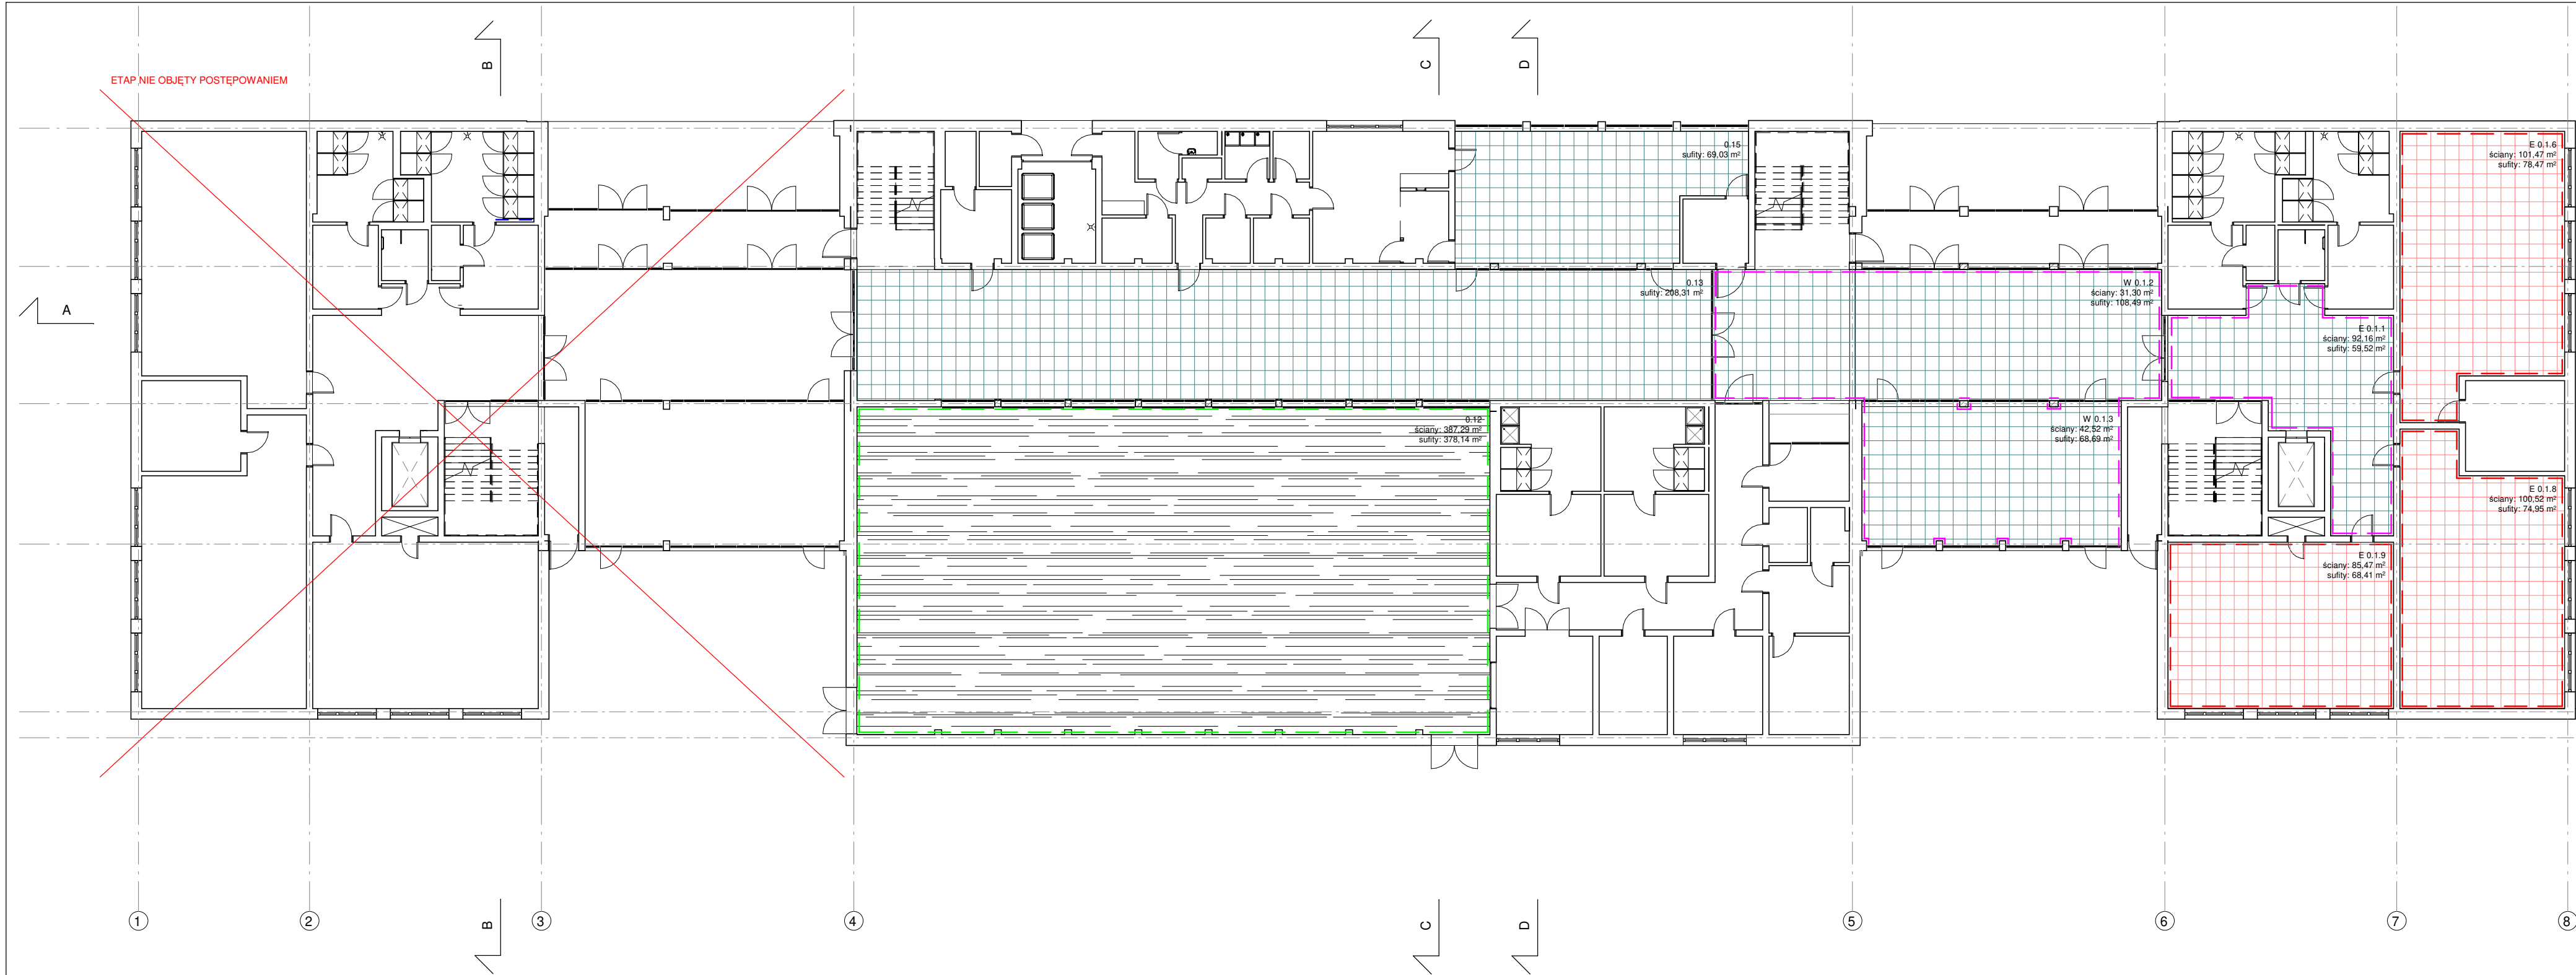 B
C
D
ETAP NIE OBJĘTY POSTĘPOWANIEM
0.15
sufity: 69,03 m²
E 0.1.6
ściany: 101,47 m²
sufity: 78,47 m²
A
0.13
sufity: 208,31 m²
W 0.1.2
ściany: 31,30 m²
sufity: 108,49 m²
E 0.1.1
ściany: 92,16 m²
sufity: 59,52 m²
0.12
ściany: 387,29 m²
sufity: 378,14 m²
W 0.1.3
ściany: 42,52 m²
sufity: 68,69 m²
E 0.1.8
ściany: 100,52 m²
sufity: 74,95 m²
E 0.1.9
ściany: 85,47 m²
sufity: 68,41 m²
1
2
3
4
5
6
7
8
B
C
D